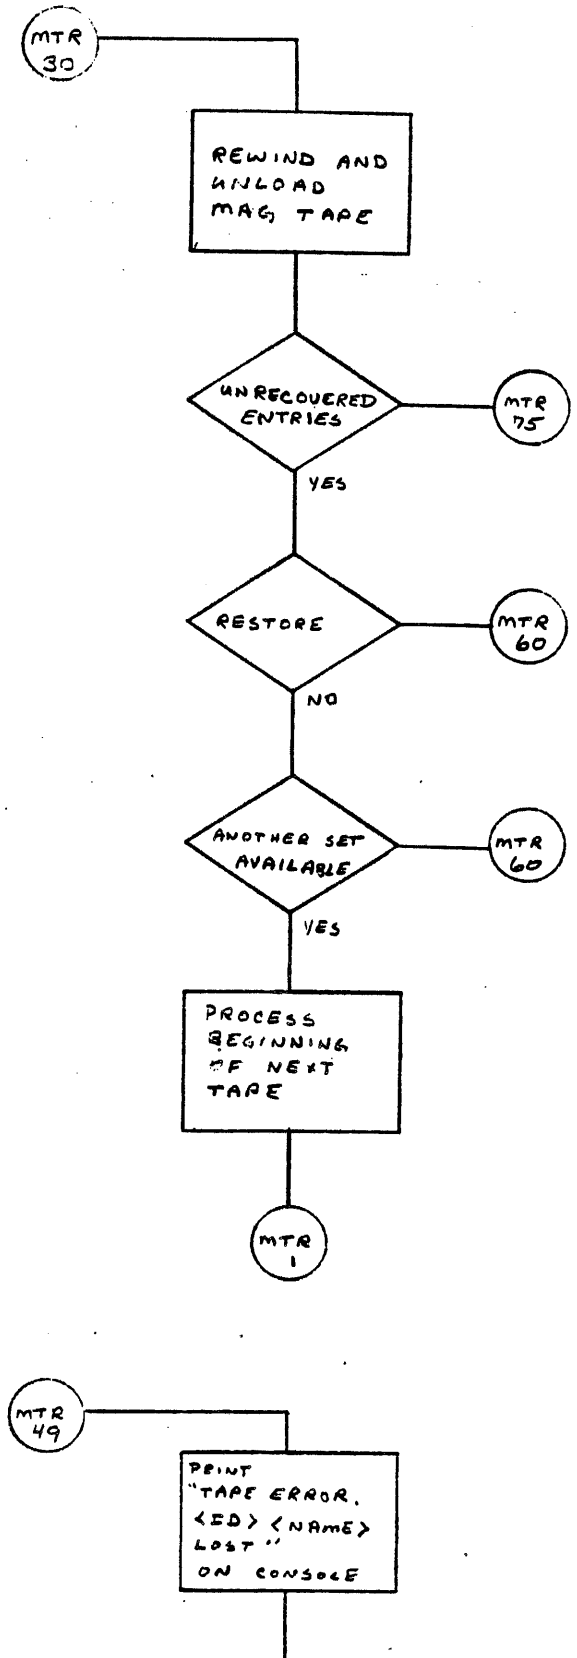 MTR
30
REWIND AND
UNLOAD
MAG TAPE
UNRECOVERED
ENTRIES
MTR
75
YES
RESTORE
MTR
60
NO
ANOTHER SET
AVAILABLE
MTR
60
YES
PROCESS
BEGINNING
OF NEXT
TAPE
MTR
1
MTR
49
PRINT
"TAPE ERROR.
<ID> <NAME>
LOST"
ON CONSOLE